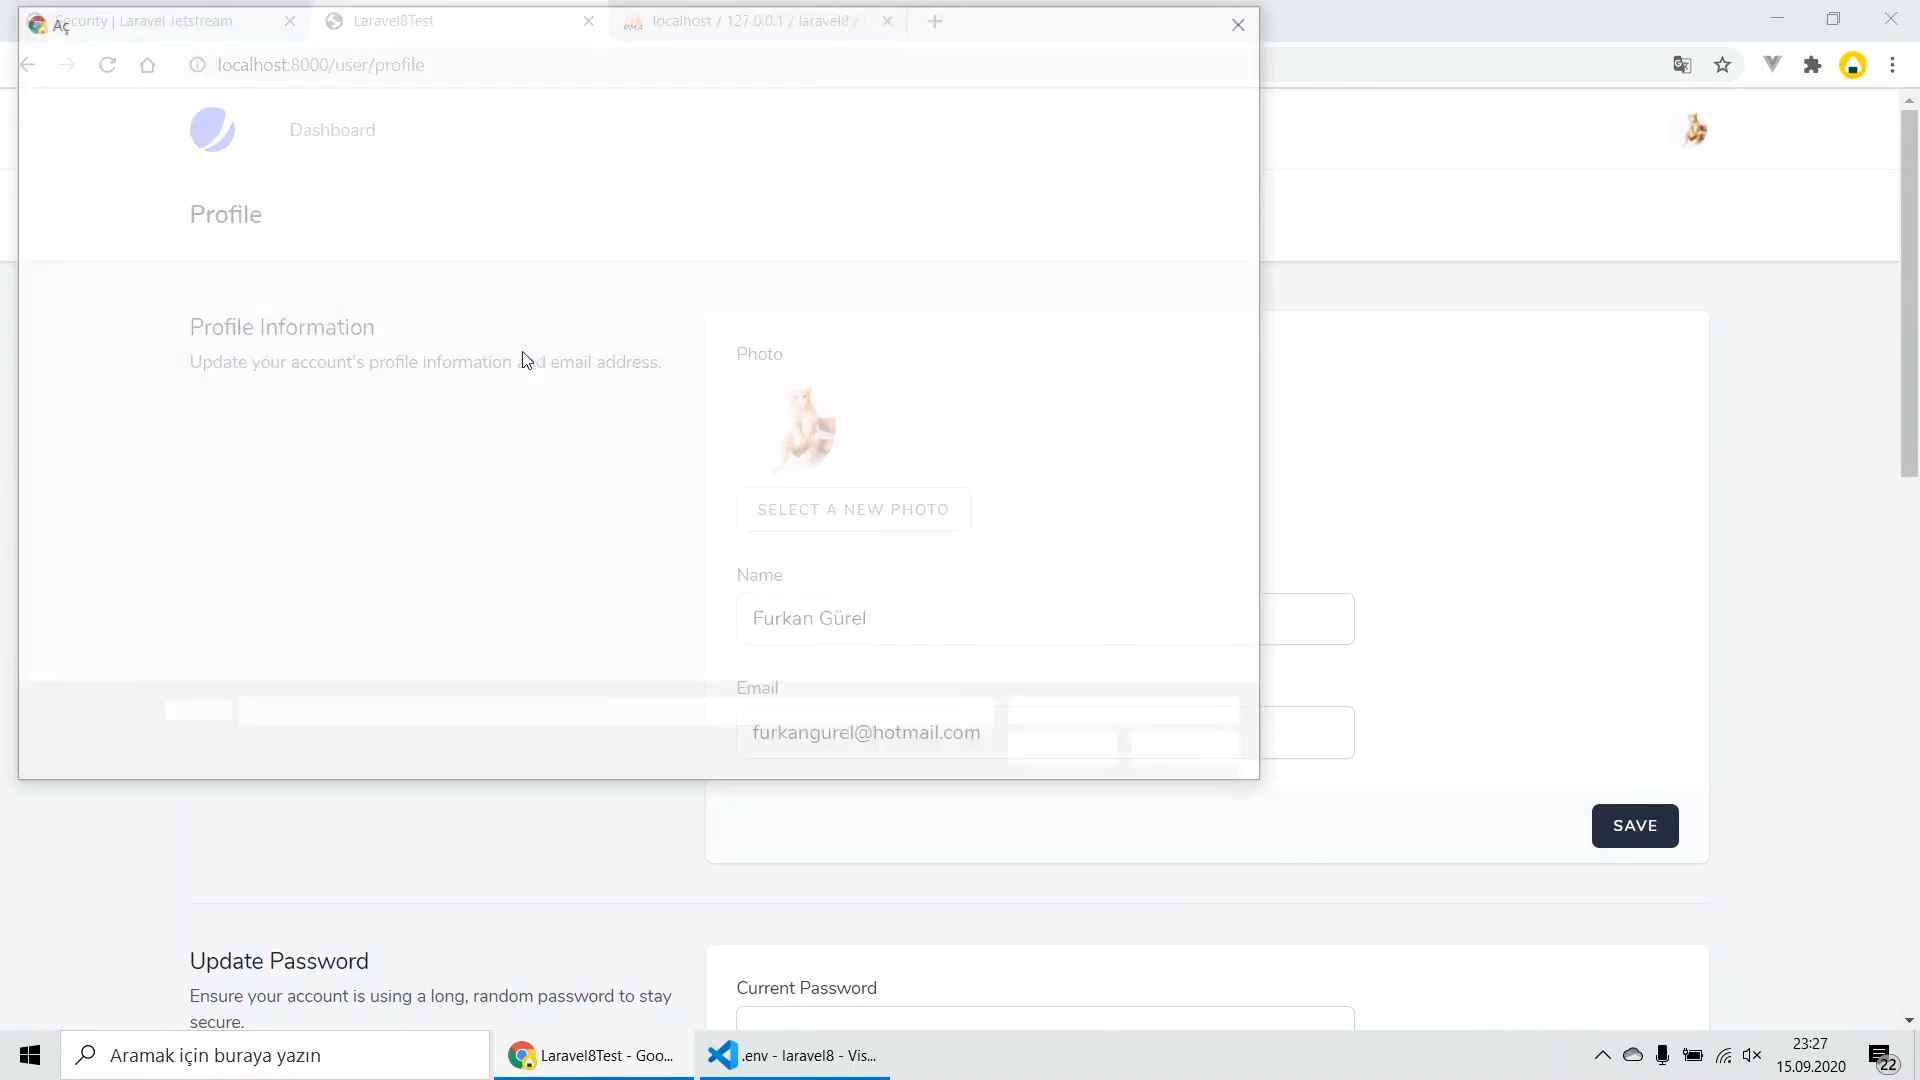 Aç
Security | Laravel Jetstream
Laravel8Test
localhost / 127.0.0.1 / laravel8 /
localhost:8000/user/profile
Dashboard
Profile
Profile Information
Update your account's profile information and email address.
Photo
SELECT A NEW PHOTO
Name
Furkan Gürel
Email
furkangurel@hotmail.com
SAVE
Update Password
Ensure your account is using a long, random password to stay
secure.
Current Password
Aramak için buraya yazın
Laravel8Test - Goo...
.env - laravel8 - Vis...
23:27
15.09.2020
22